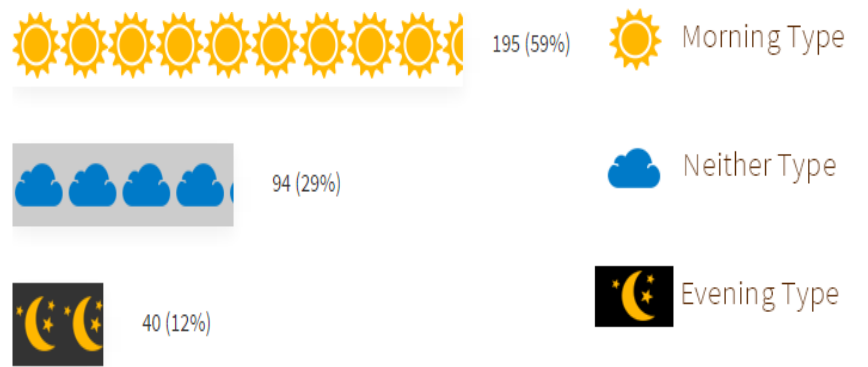 195 (59%)
Morning Type
94 (29%)
Neither Type
40 (12%)
Evening Type